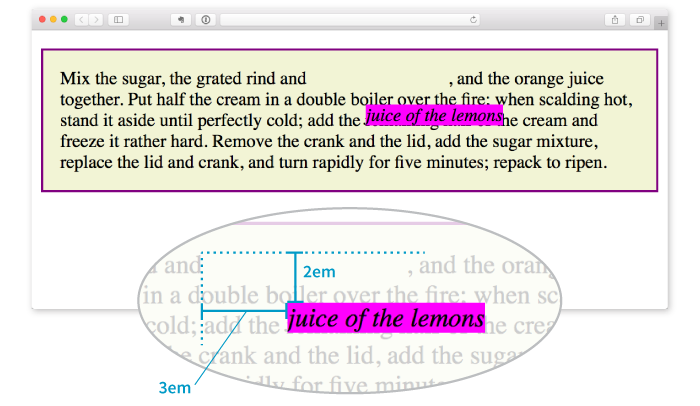 Mix the sugar, the grated rind and , and the orange juice
together. Put half the cream in a double boiler over the fire; when scalding hot,
stand it aside until perfectly cold; add the juice of the lemons the cream and
freeze it rather hard. Remove the crank and the lid, add the sugar mixture,
replace the lid and crank, and turn rapidly for five minutes; repack to ripen.
and , and the orang
2em
in a double boiler over the fire; when sc
cold; add the juice of the lemons he crea
crank and the lid, add the suga
for five minut
3em